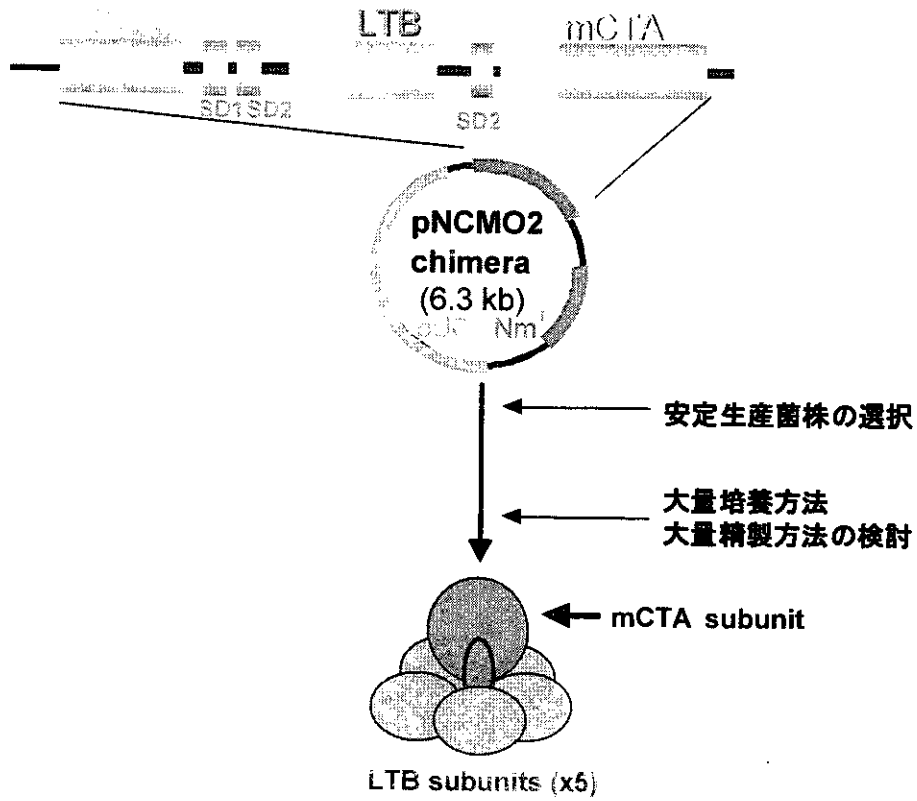 LTB
mCTA
SD1 SD2
SD2
pNCMO2
chimera
(6.3 kb)
pUC Nmʳ
安定生産菌株の選択
大量培養方法
大量精製方法の検討
mCTA subunit
LTB subunits (x5)